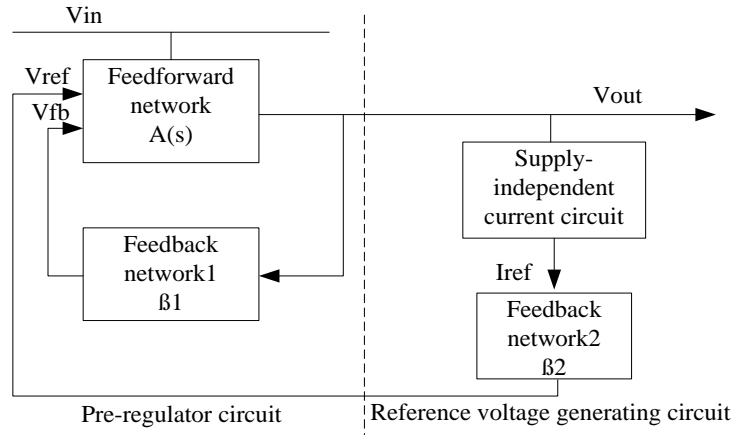 Vin
Vref
Vfb
Feedforward
network
A(s)
Vout
Supply-
independent
current circuit
Feedback
network1
ß1
Iref
Feedback
network2
ß2
Pre-regulator circuit
Reference voltage generating circuit